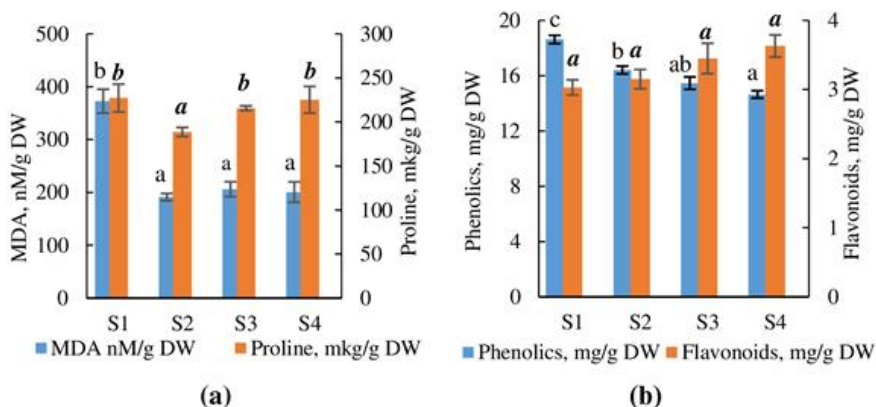 500
400
300
200
100
0
MDA, nM/g DW
300
250
200
150
100
50
0
Proline, mkg/g DW
b b
a a
a b
a b
S1 S2 S3 S4
MDA nM/g DW Proline, mkg/g DW
(a)
20
16
12
8
4
0
Phenolics, mg/g DW
4
3
2
1
0
Flavonoids, mg/g DW
c a
b a
ab a
a a
S1 S2 S3 S4
Phenolics, mg/g DW Flavonoids, mg/g DW
(b)